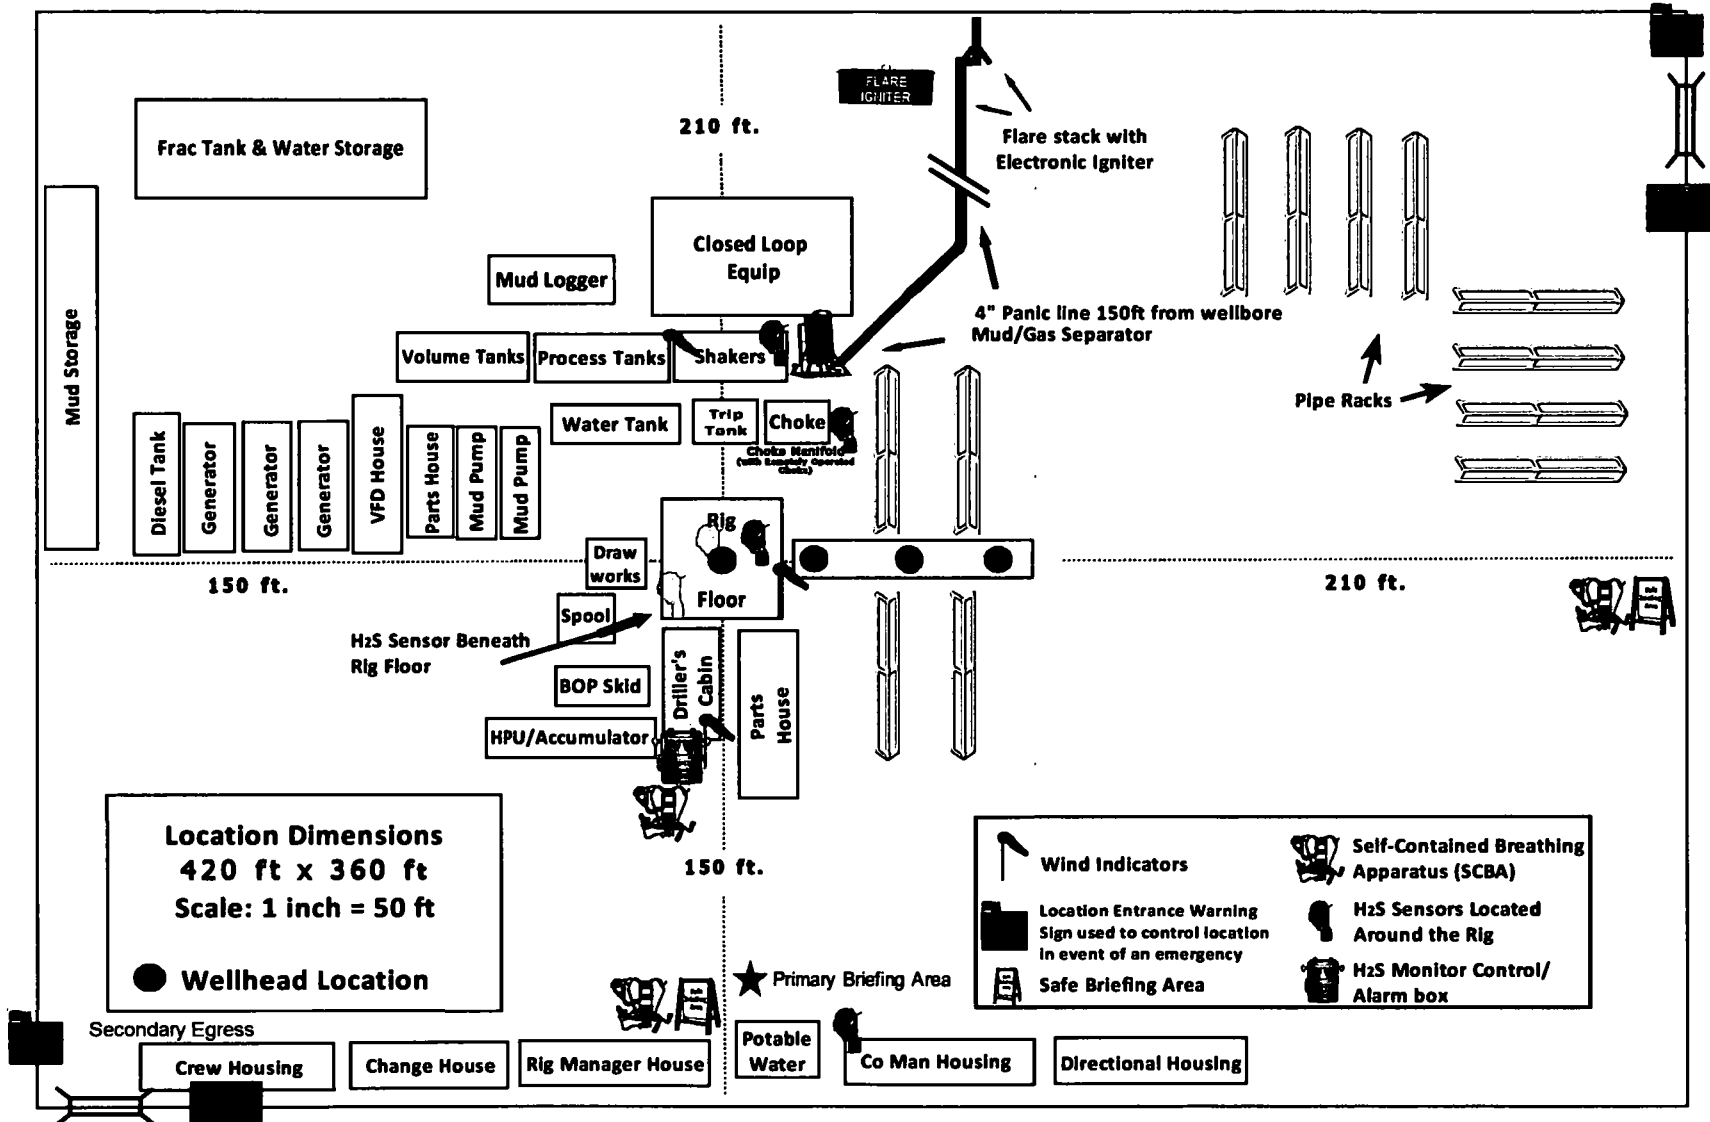 FLARE
IGNITER
210 ft.
Flare stack with
Electronic Igniter
Frac Tank & Water Storage
Closed Loop
Equip
Mud Logger
4" Panic line 150ft from wellbore
Mud/Gas Separator
Mud Storage
Volume Tanks
Process Tanks
Shakers
Pipe Racks
Water Tank
Trip
Tank
Choke
Choke Manifold
(with Remotely Operated
Choke)
Diesel Tank
Generator
Generator
Generator
VFD House
Parts House
Mud Pump
Mud Pump
Rig
Floor
Draw
works
150 ft.
210 ft.
Spool
H2S Sensor Beneath
Rig Floor
Driller's
Cabin
Parts
House
BOP Skid
HPU/Accumulator
Location Dimensions
420 ft x 360 ft
Scale: 1 inch = 50 ft
Wellhead Location
150 ft.
Wind Indicators
Location Entrance Warning
Sign used to control location
in event of an emergency
Safe Briefing Area
Self-Contained Breathing
Apparatus (SCBA)
H2S Sensors Located
Around the Rig
H2S Monitor Control/
Alarm box
Primary Briefing Area
Secondary Egress
Crew Housing
Change House
Rig Manager House
Potable
Water
Co Man Housing
Directional Housing